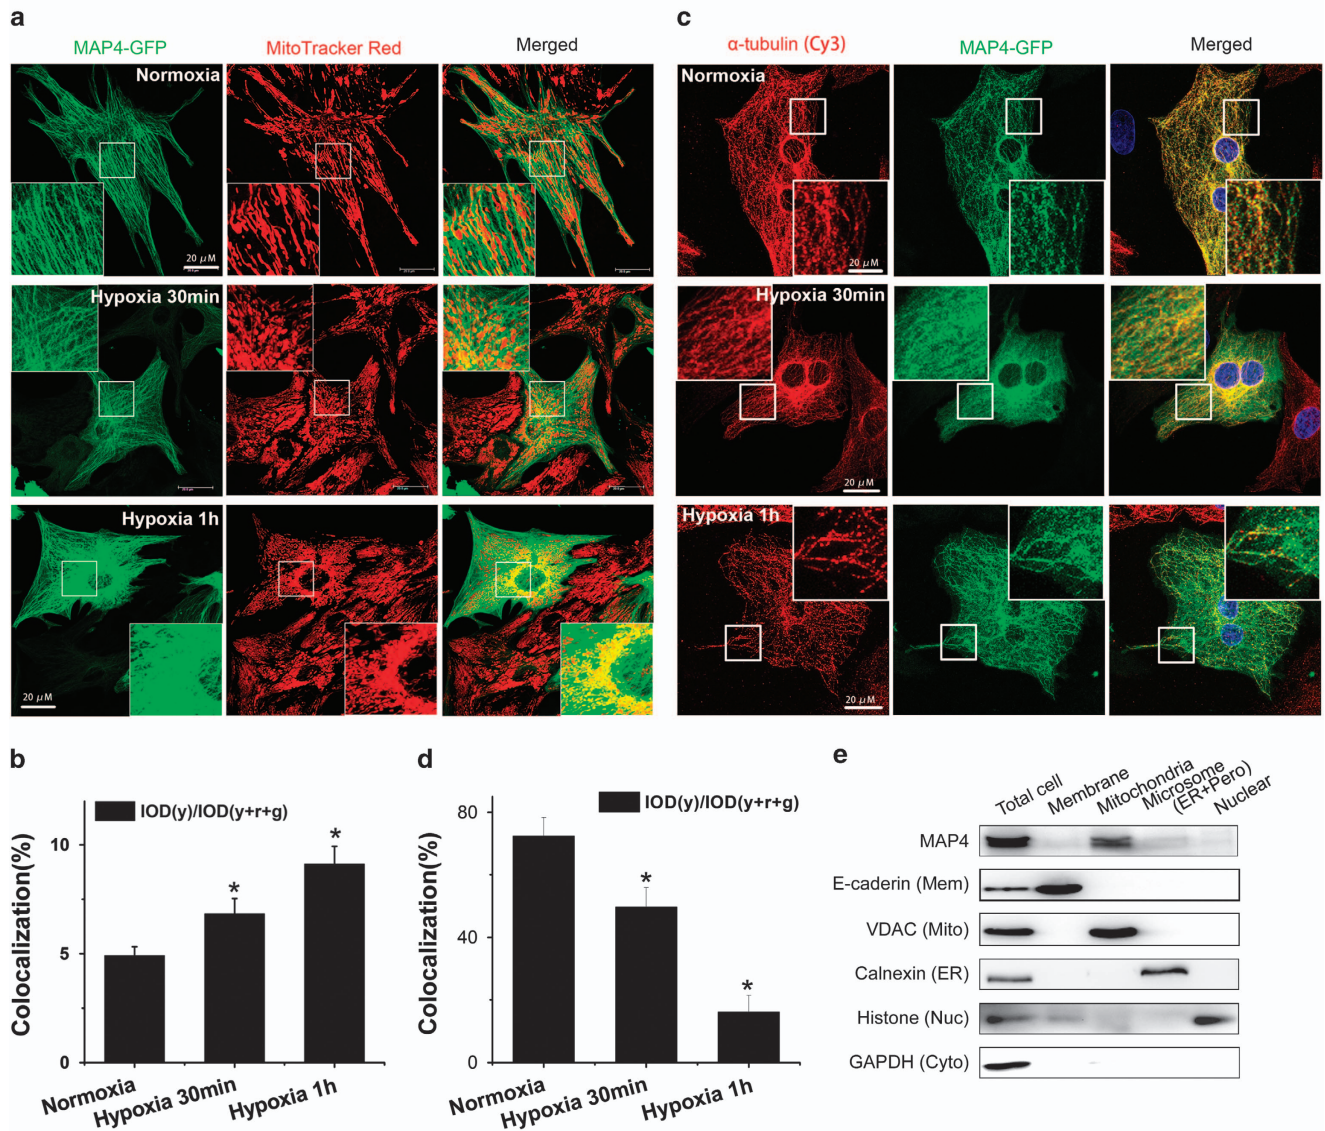 a
MAP4-GFP MitoTracker Red Merged
Normoxia
20 μM
Hypoxia 30min
Hypoxia 1h
20 μM
c
α-tubulin (Cy3) MAP4-GFP Merged
Normoxia
20 μM
Hypoxia 30min
20 μM
Hypoxia 1h
20 μM
b
IOD(y)/IOD(y+r+g)
Colocalization(%)
10
5
0
*
*
Normoxia Hypoxia 30min Hypoxia 1h
d
IOD(y)/IOD(y+r+g)
Colocalization(%)
80
40
0
*
*
Normoxia Hypoxia 30min Hypoxia 1h
e
Total cell Membrane Mitochondria Microsome (ER+Pero) Nuclear
MAP4
E-caderin (Mem)
VDAC (Mito)
Calnexin (ER)
Histone (Nuc)
GAPDH (Cyto)